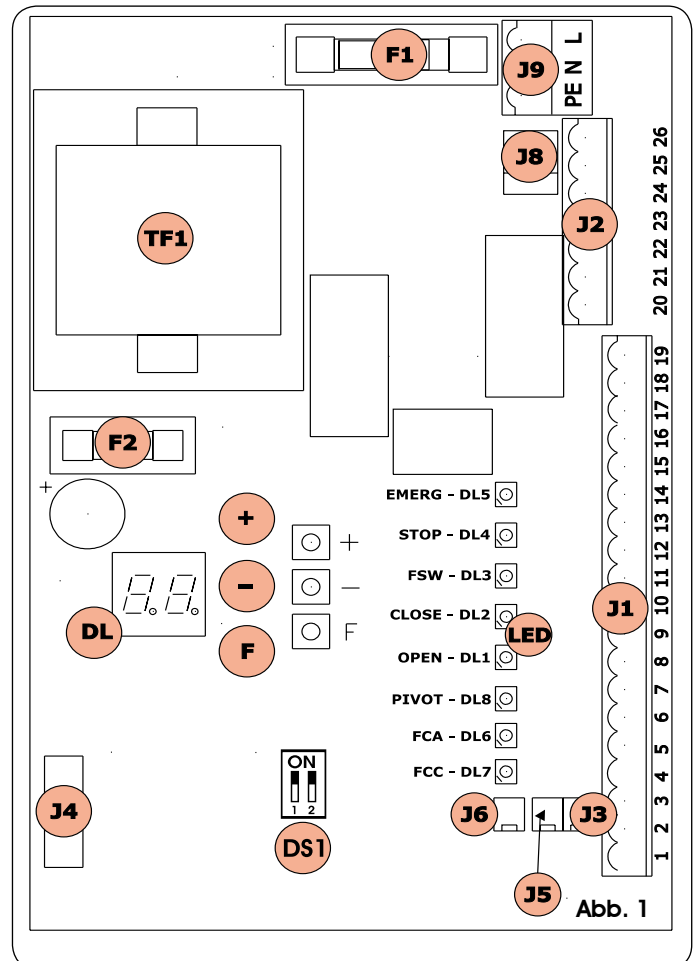 F1
J9
PE N L
J8
J2
20 21 22 23 24 25 26
TF1
F2
+
+
+
-
—
F
F
DL
8.8.
EMERG - DL5
STOP - DL4
FSW - DL3
CLOSE - DL2
OPEN - DL1
PIVOT - DL8
FCA - DL6
FCC - DL7
LED
J1
1 2 3 4 5 6 7 8 9 10 11 12 13 14 15 16 17 18 19
J4
ON
1 2
DS1
J6
J3
J5
Abb. 1